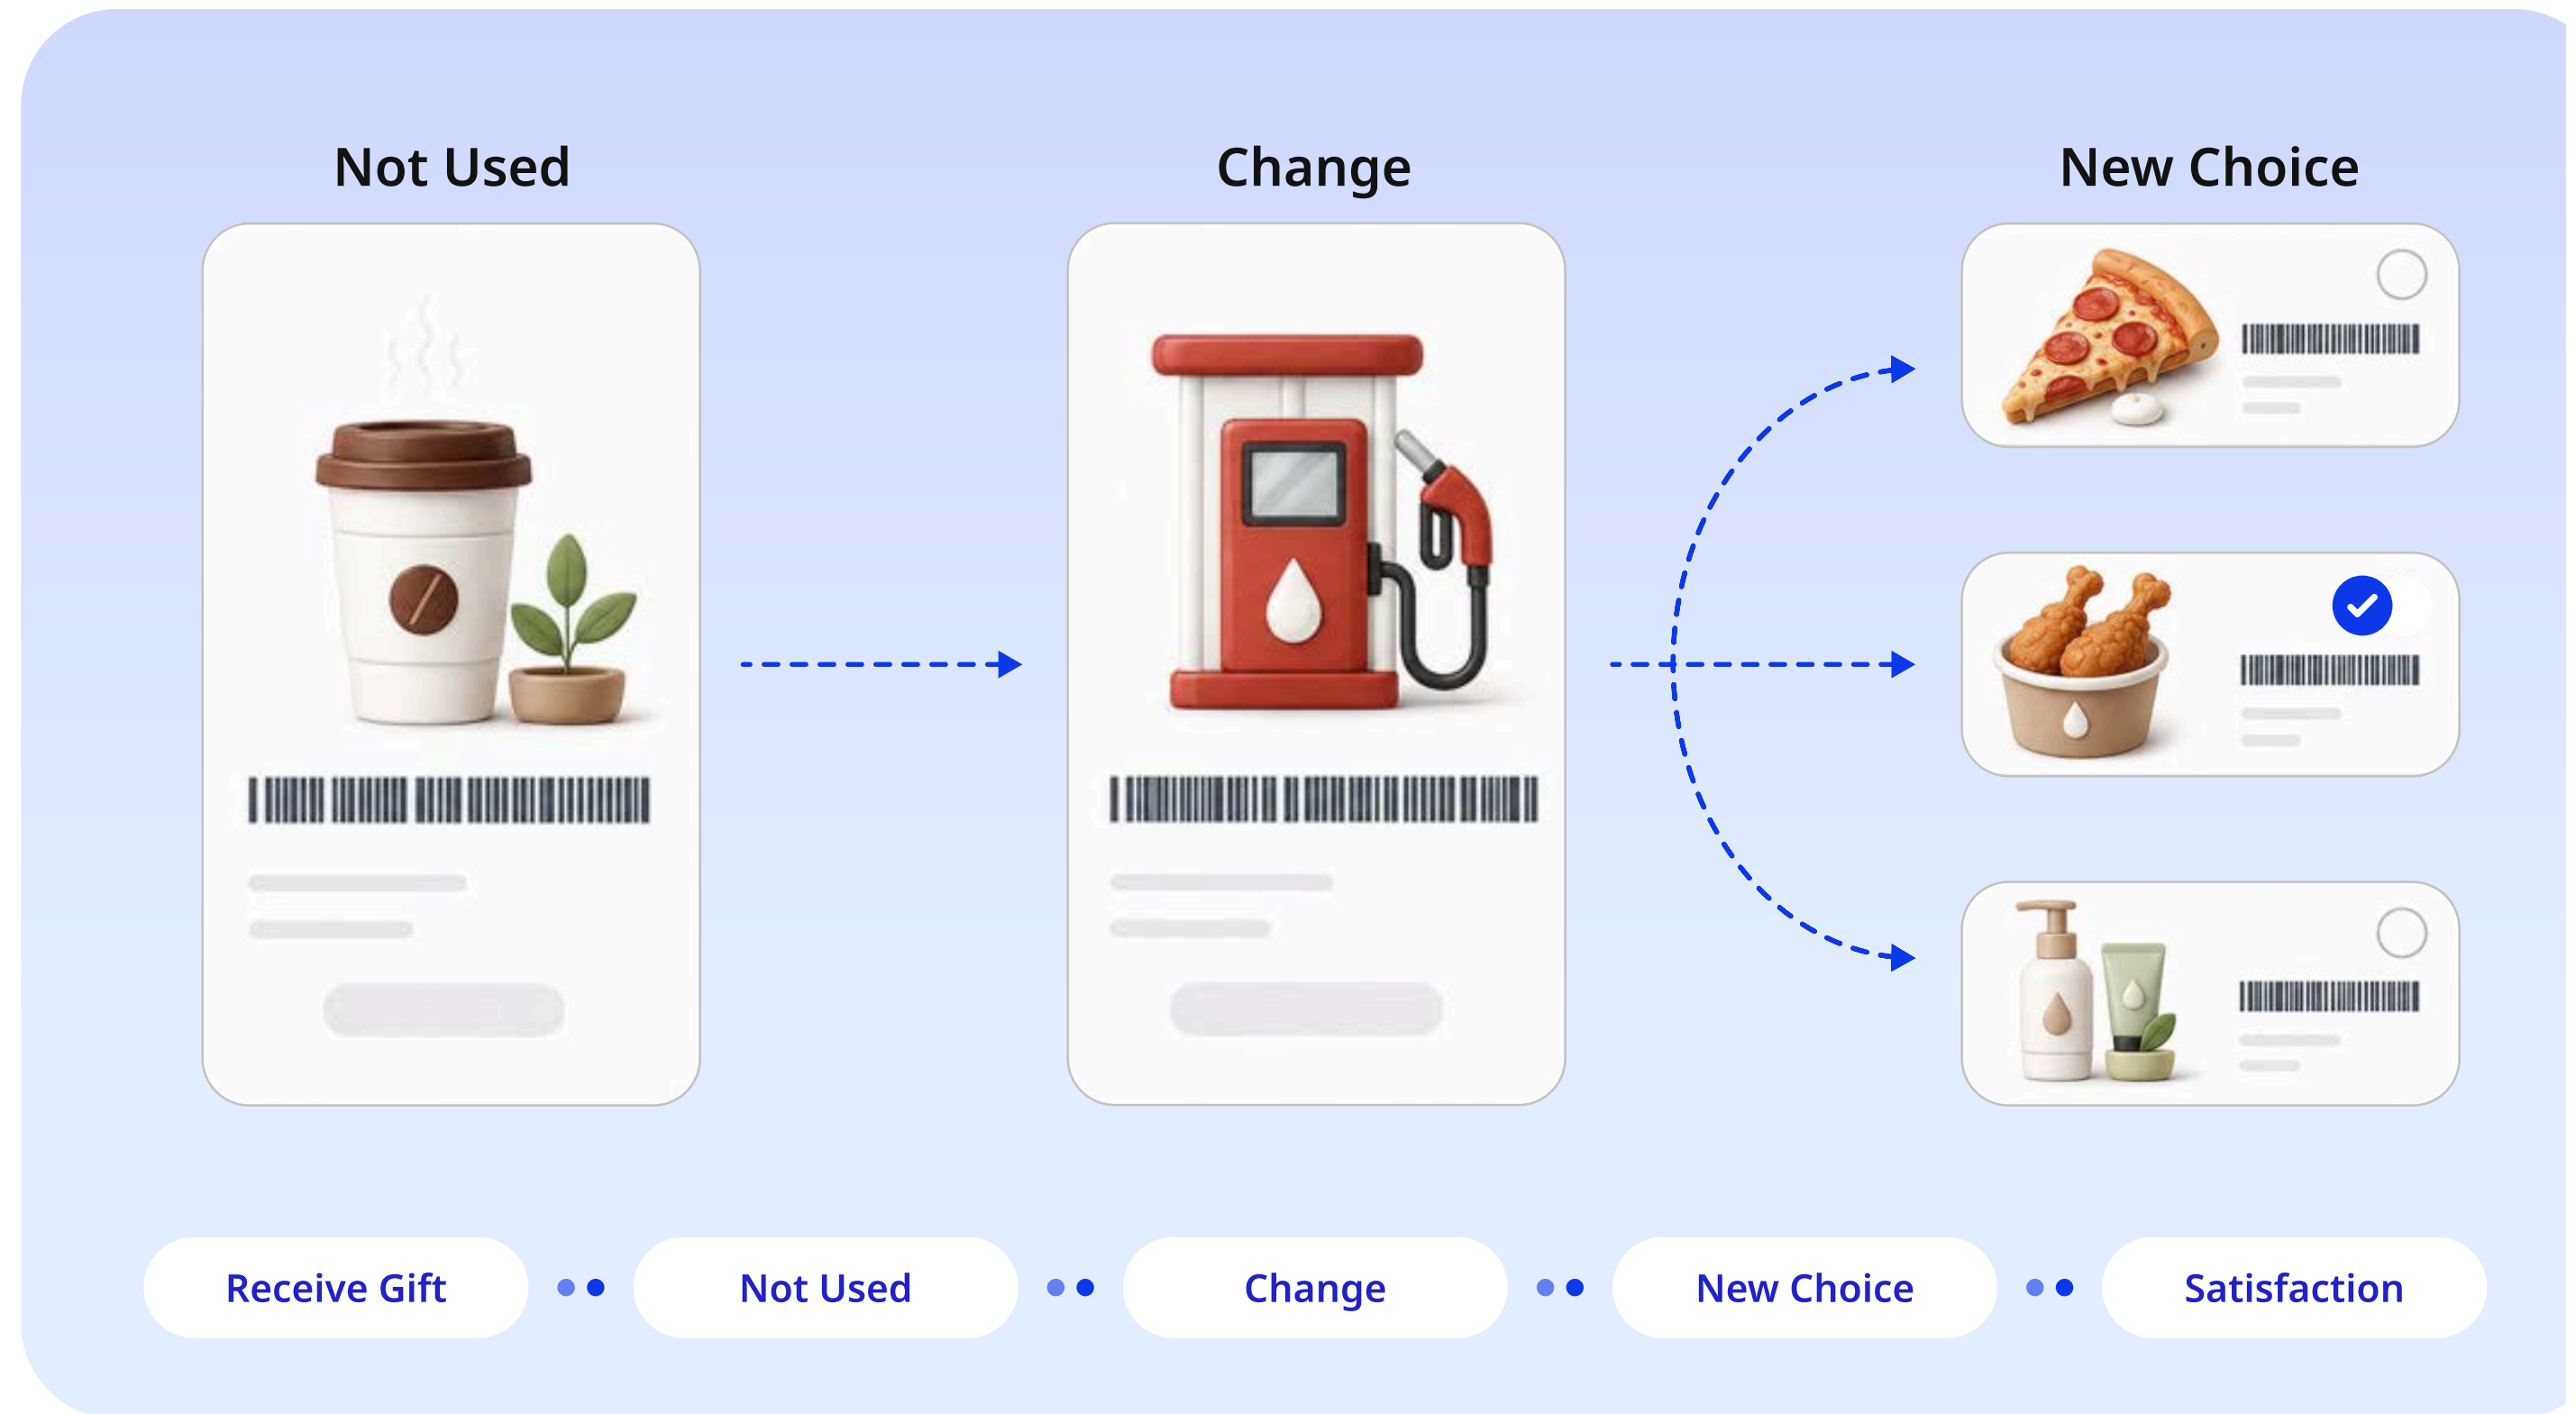 Not Used
Change
New Choice
Receive Gift
Not Used
Change
New Choice
Satisfaction